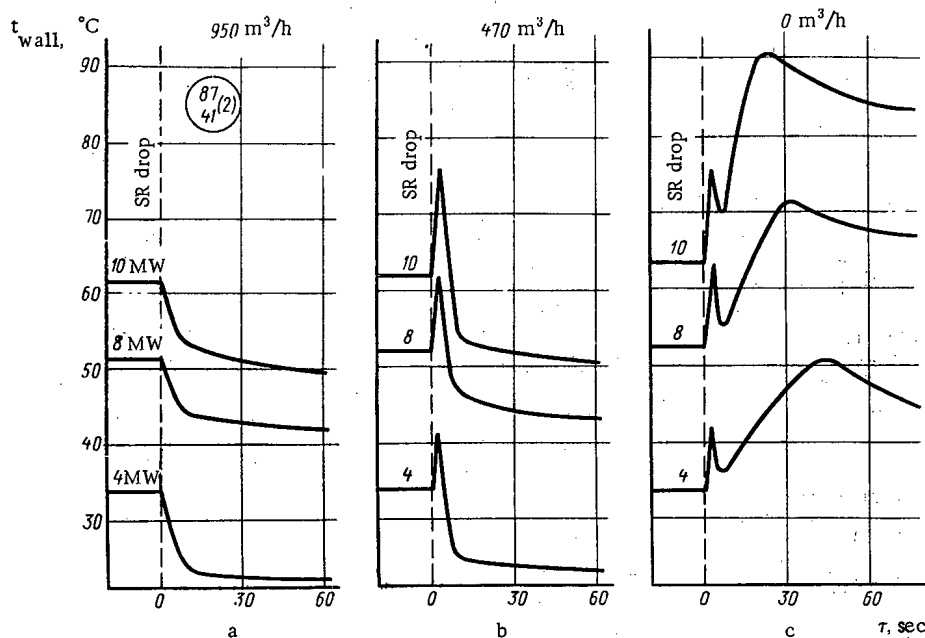 t wall, °C
950 m³/h
470 m³/h
0 m³/h
90
80
70
60
50
40
30
87
41 (2)
SR drop
SR drop
SR drop
10 MW
8 MW
4 MW
10
8
4
10
8
4
0 30 60
0 30 60
0 30 60
τ, sec
a
b
c